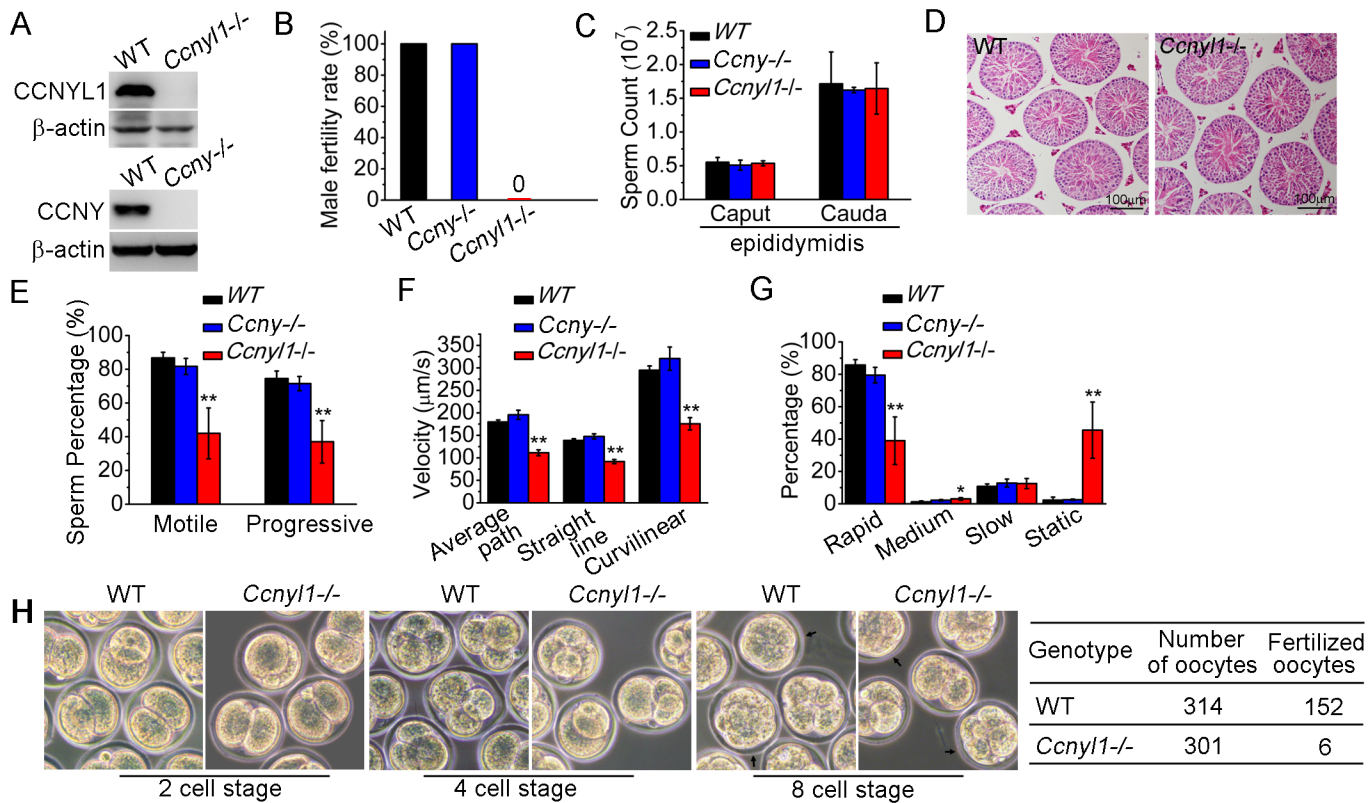 A
WT
Ccnyl1-/-
CCNYL1
β-actin
WT
Ccny-/-
CCNY
β-actin
B
Male fertility rate (%)
100
80
60
40
20
0
0
WT
Ccny-/-
Ccnyl1-/-
C
WT
Ccny-/-
Ccnyl1-/-
Sperm Count (10⁷)
2.5
2.0
1.5
1.0
0.5
0
Caput Cauda
epididymidis
D
WT
Ccnyl1-/-
100μm
100μm
E
WT
Ccny-/-
Ccnyl1-/-
Sperm Percentage (%)
100
80
60
40
20
0
**
**
Motile Progressive
F
WT
Ccny-/-
Ccnyl1-/-
Velocity (μm/s)
350
300
250
200
150
100
50
0
**
**
**
Average path
Straight line
Curvilinear
G
WT
Ccny-/-
Ccnyl1-/-
Percentage (%)
100
80
60
40
20
0
**
*
**
Rapid
Medium
Slow
Static
H
WT Ccnyl1-/- WT Ccnyl1-/- WT Ccnyl1-/-
2 cell stage 4 cell stage 8 cell stage
Genotype Number of oocytes Fertilized oocytes
WT 314 152
Ccnyl1-/- 301 6